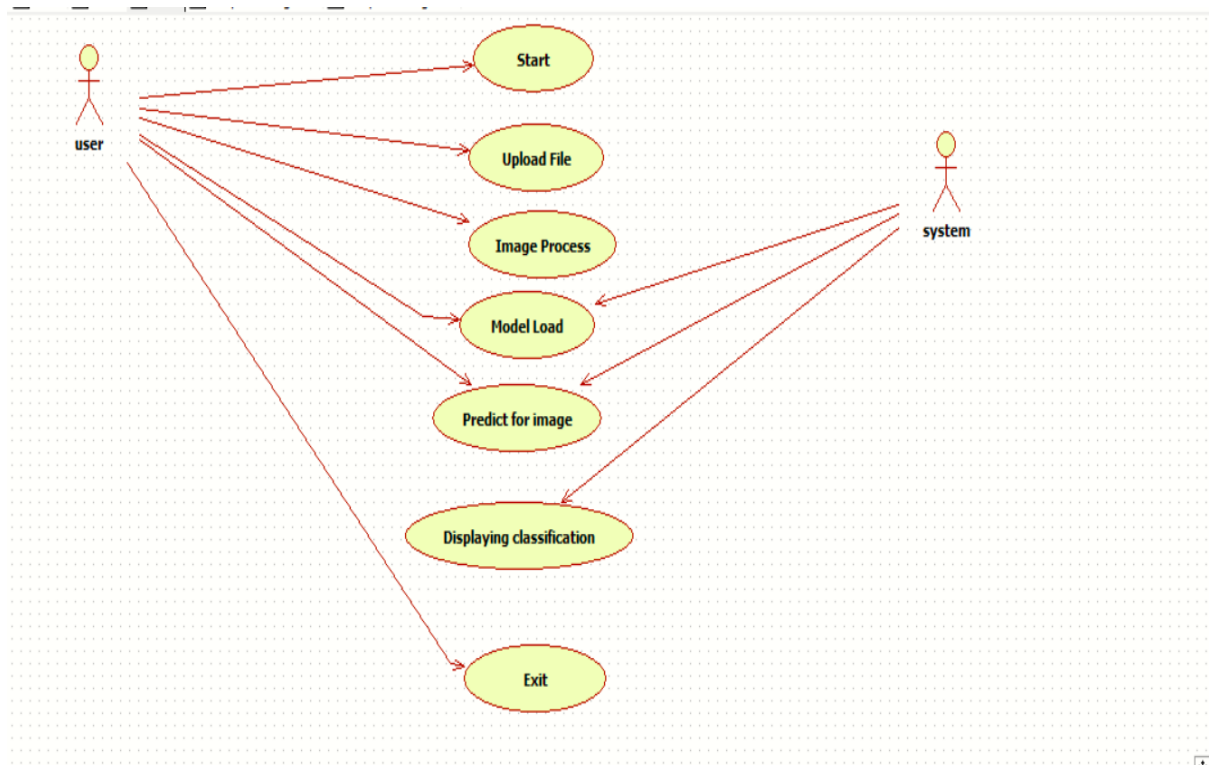 Start
user
Upload File
system
Image Process
Model Load
Predict for image
Displaying classification
Exit